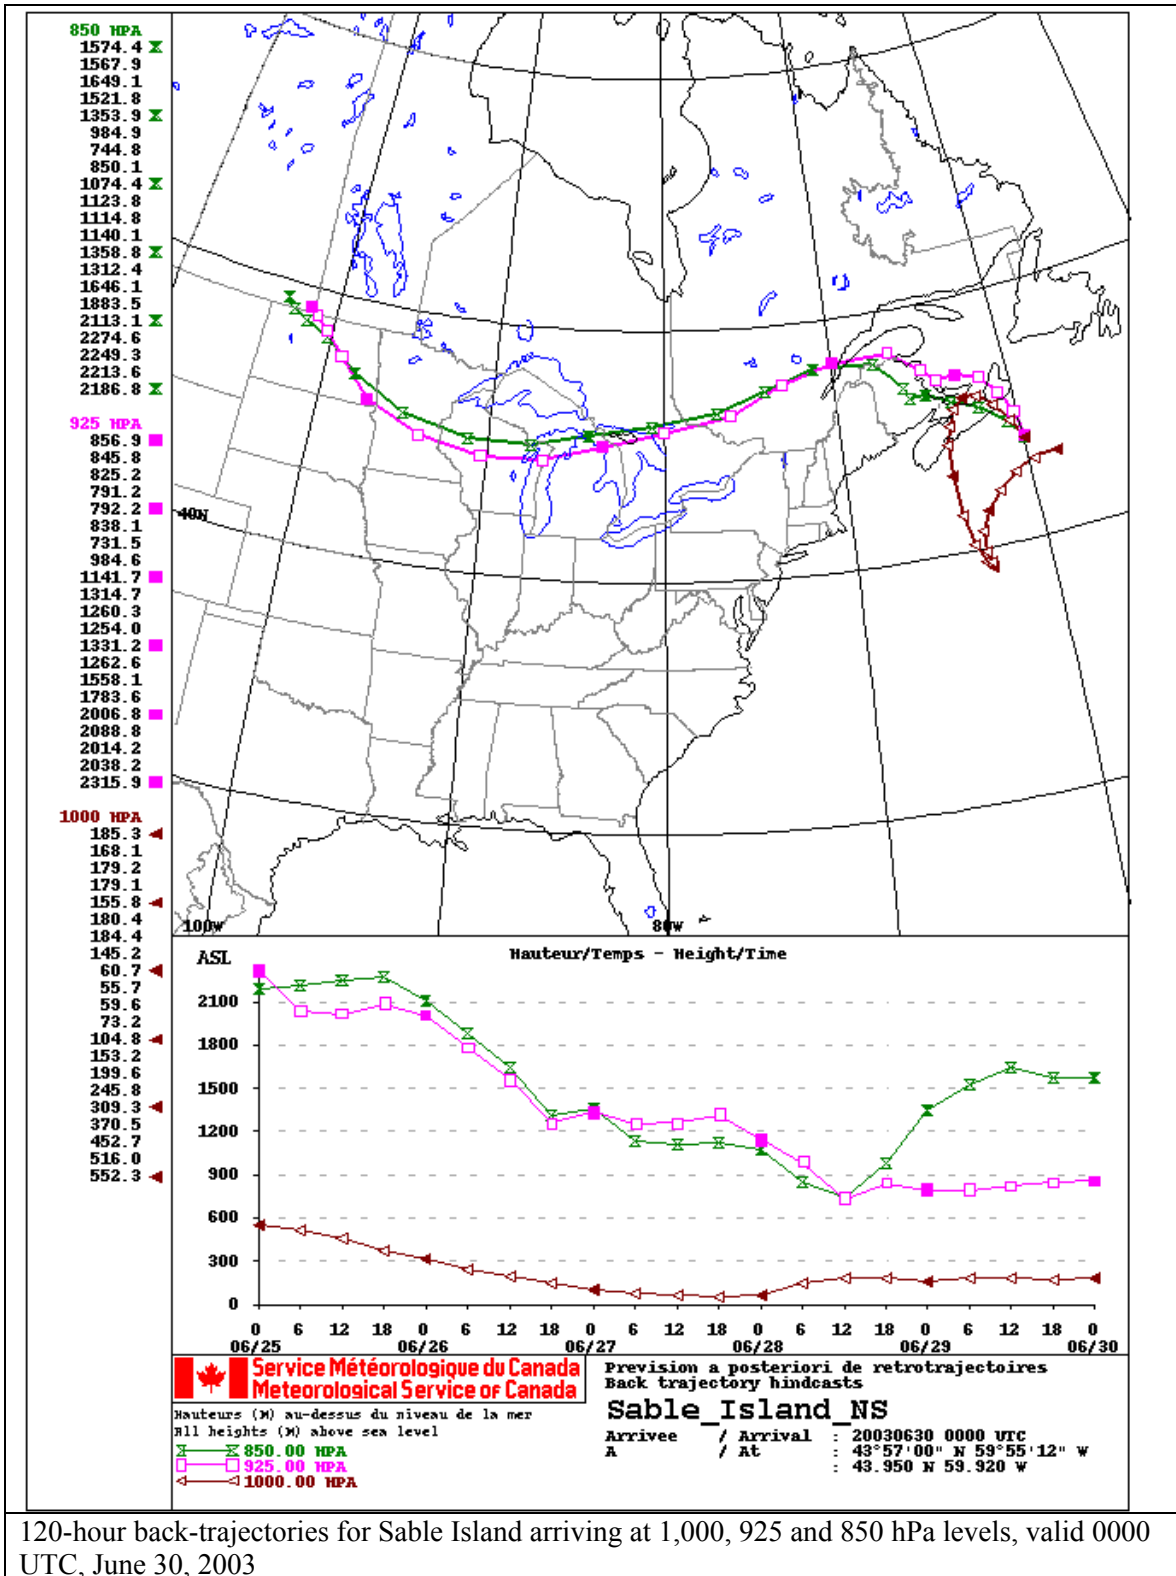 850 HPA
1574.4
1567.9
1649.1
1521.8
1353.9
984.9
744.8
850.1
1074.4
1123.8
1114.8
1140.1
1358.8
1312.4
1646.1
1883.5
2113.1
2274.6
2249.3
2213.6
2186.8
925 HPA
856.9
845.8
825.2
791.2
792.2
838.1
731.5
984.6
1141.7
1314.7
1260.3
1254.0
1331.2
1262.6
1558.1
1783.6
2006.8
2088.8
2014.2
2038.2
2315.9
1000 HPA
185.3
168.1
179.2
179.1
155.8
180.4
184.4
145.2
60.7
55.7
59.6
73.2
104.8
153.2
199.6
245.8
309.3
370.5
452.7
516.0
552.3
40N
100W
80W
ASL
Hauteur/Temps - Height/Time
2100
1800
1500
1200
900
600
300
0
0 6 12 18 0 6 12 18 0 6 12 18 0 6 12 18 0 6 12 18 0
06/25 06/26 06/27 06/28 06/29 06/30
Service Météorologique du Canada
Meteorological Service of Canada
Hauteurs (M) au-dessus du niveau de la mer
All heights (M) above sea level
850.00 HPA
925.00 HPA
1000.00 HPA
Prevision a posteriori de retrotrajectoires
Back trajectory hindcasts
Sable_Island_NS
Arrivee / Arrival : 20030630 0000 UTC
A / At : 43°57'00" N 59°55'12" W
: 43.950 N 59.920 W
120-hour back-trajectories for Sable Island arriving at 1,000, 925 and 850 hPa levels, valid 0000
UTC, June 30, 2003